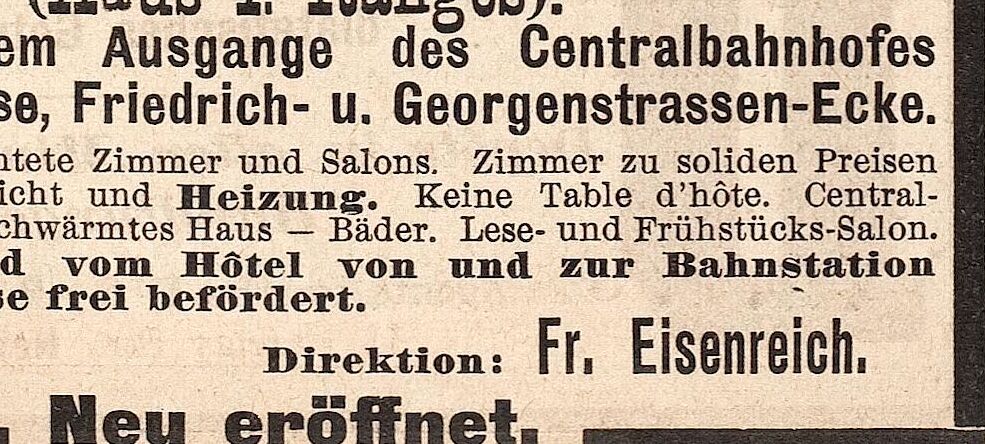 (Haus I. Ranges).
em Ausgange des Centralbahnhofes
se, Friedrich- u. Georgenstrassen-Ecke.
ntete Zimmer und Salons. Zimmer zu soliden Preisen
icht und Heizung. Keine Table d'hôte. Central-
chwärmtes Haus — Bäder. Lese- und Frühstücks-Salon.
d vom Hôtel von und zur Bahnstation
se frei befördert.
Direktion: Fr. Eisenreich.
. Neu eröffnet.